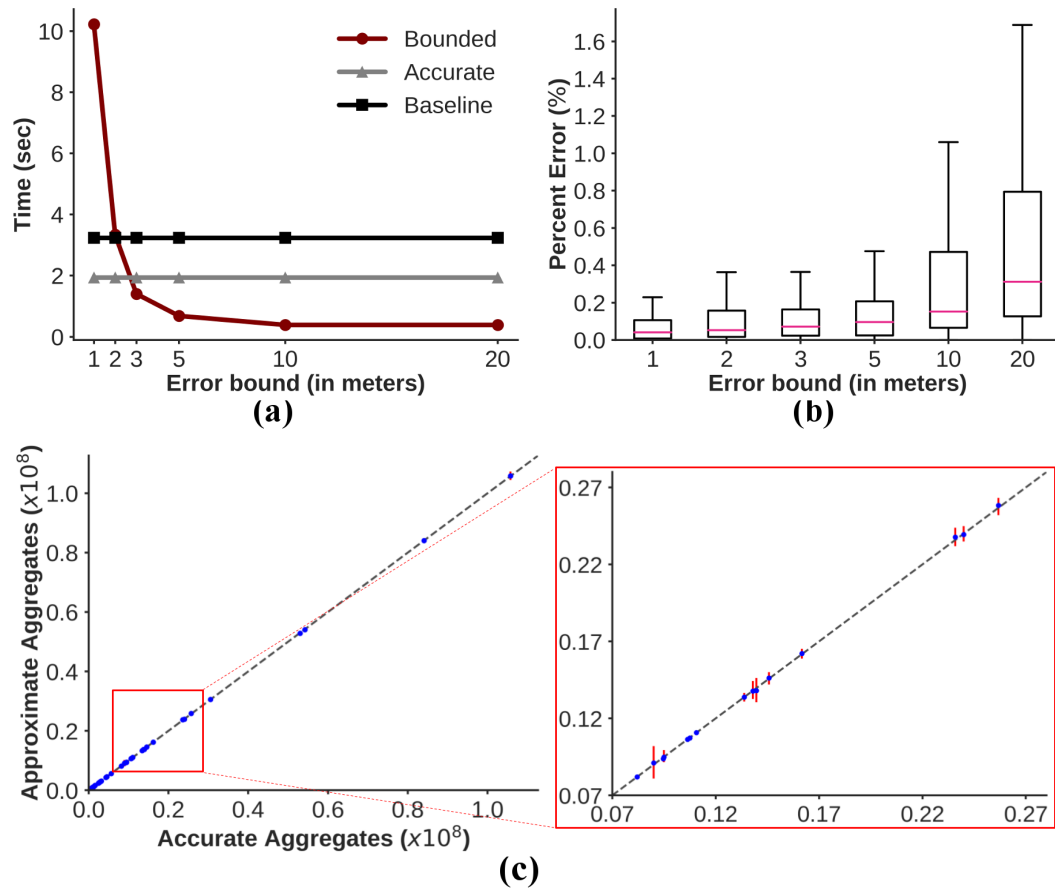 10
8
6
4
2
0
Time (sec)
Bounded
Accurate
Baseline
1 2 3 5 10 20
Error bound (in meters)
(a)
1.6
1.4
1.2
1.0
0.8
0.6
0.4
0.2
0.0
Percent Error (%)
1 2 3 5 10 20
Error bound (in meters)
(b)
Approximate Aggregates (x10⁸)
1.0
0.8
0.6
0.4
0.2
0.0
0.0 0.2 0.4 0.6 0.8 1.0
Accurate Aggregates (x10⁸)
0.27
0.22
0.17
0.12
0.07
0.07 0.12 0.17 0.22 0.27
(c)